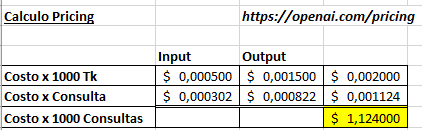 Calculo Pricing https://openai.com/pricing
Input Output
Costo x 1000 Tk $ 0,000500 $ 0,001500 $ 0,002000
Costo x Consulta $ 0,000302 $ 0,000822 $ 0,001124
Costo x 1000 Consultas $ 1,124000